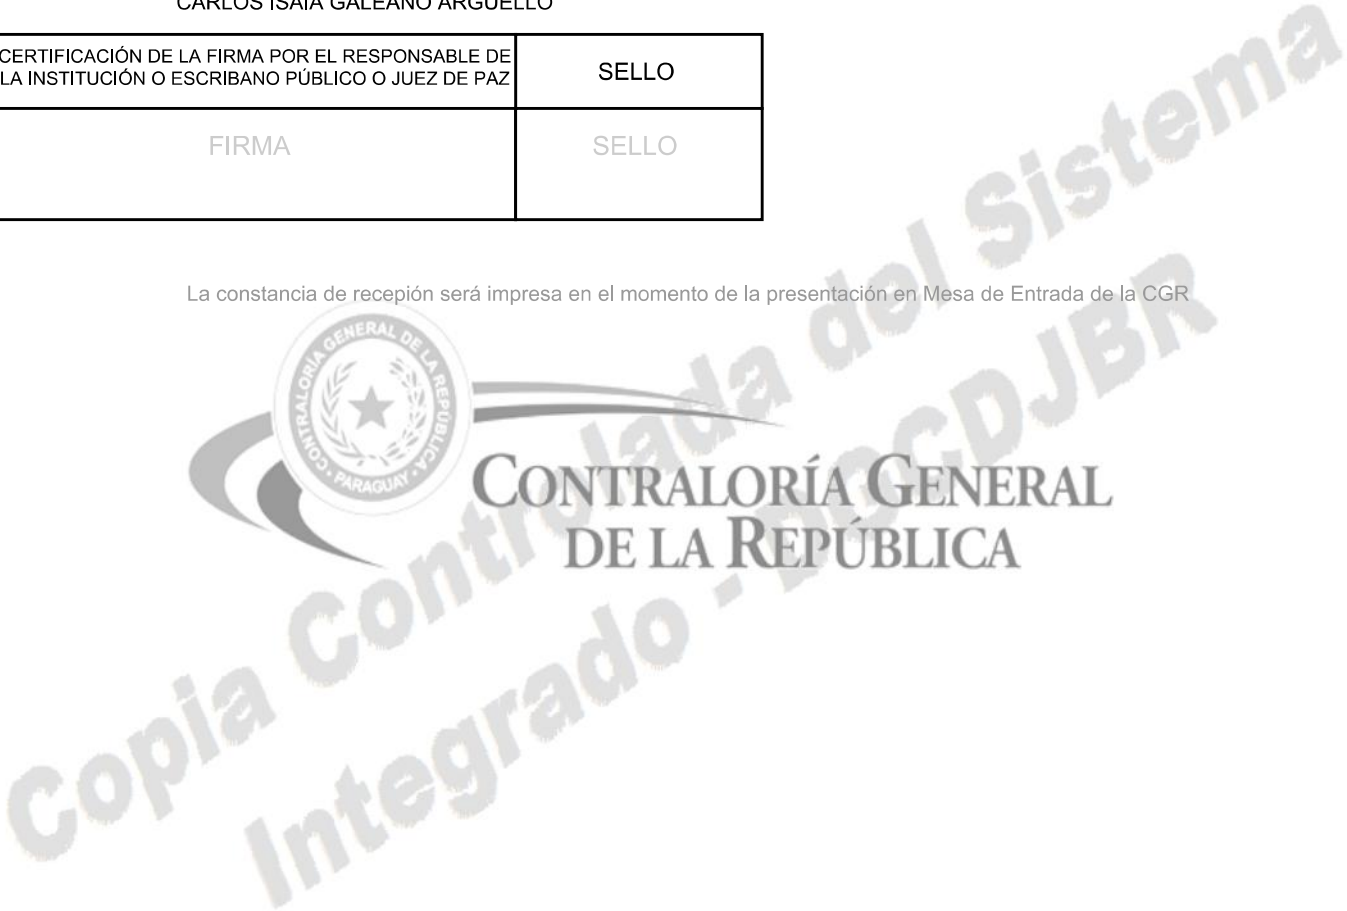 CARLOS ISAIA GALEANO ARGUELLO
CERTIFICACIÓN DE LA FIRMA POR EL RESPONSABLE DE
LA INSTITUCIÓN O ESCRIBANO PÚBLICO O JUEZ DE PAZ
SELLO
FIRMA
SELLO
La constancia de recepión será impresa en el momento de la presentación en Mesa de Entrada de la CGR
CONTRALORÍA GENERAL DE LA REPÚBLICA
PARAGUAY
CONTRALORÍA GENERAL
DE LA REPÚBLICA
Copia Controlada del Sistema
Integrado - DGCDJBR